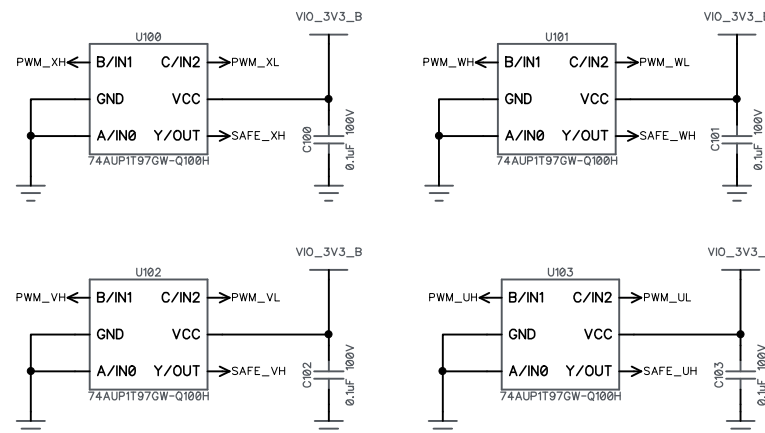 VIO_3V3_B
U100
PWM_XH B/IN1 C/IN2 PWM_XL
GND VCC
A/IN0 Y/OUT SAFE_XH
C100
0.1uF 100V
74AUP1T97GW-Q100H
U101
PWM_WH B/IN1 C/IN2 PWM_WL
GND VCC
A/IN0 Y/OUT SAFE_WH
C101
0.1uF 100V
74AUP1T97GW-Q100H
VIO_3V3_B
U102
PWM_VH B/IN1 C/IN2 PWM_VL
GND VCC
A/IN0 Y/OUT SAFE_VH
C102
0.1uF 100V
74AUP1T97GW-Q100H
VIO_3V3_
U103
PWM_UH B/IN1 C/IN2 PWM_UL
GND VCC
A/IN0 Y/OUT SAFE_UH
C103
0.1uF 100V
74AUP1T97GW-Q100H